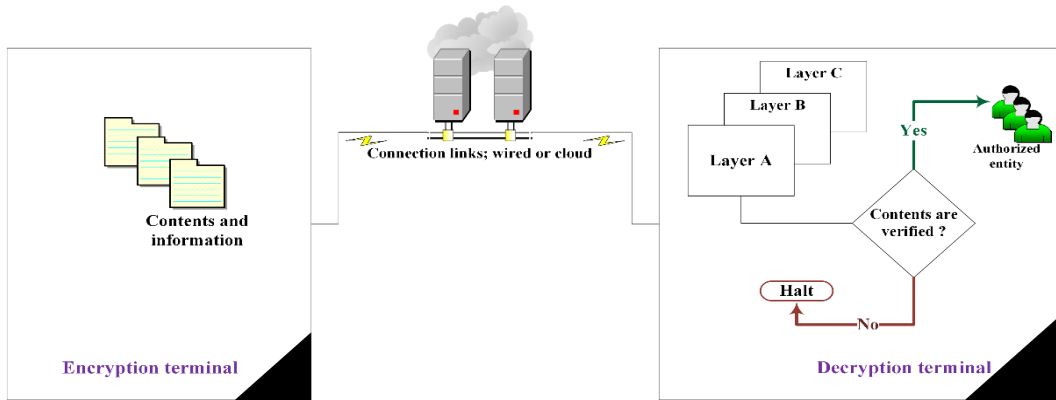 Contents and
information
Encryption terminal
Connection links; wired or cloud
Layer C
Layer B
Layer A
Contents are
verified ?
Yes
Authorized
entity
No
Halt
Decryption terminal